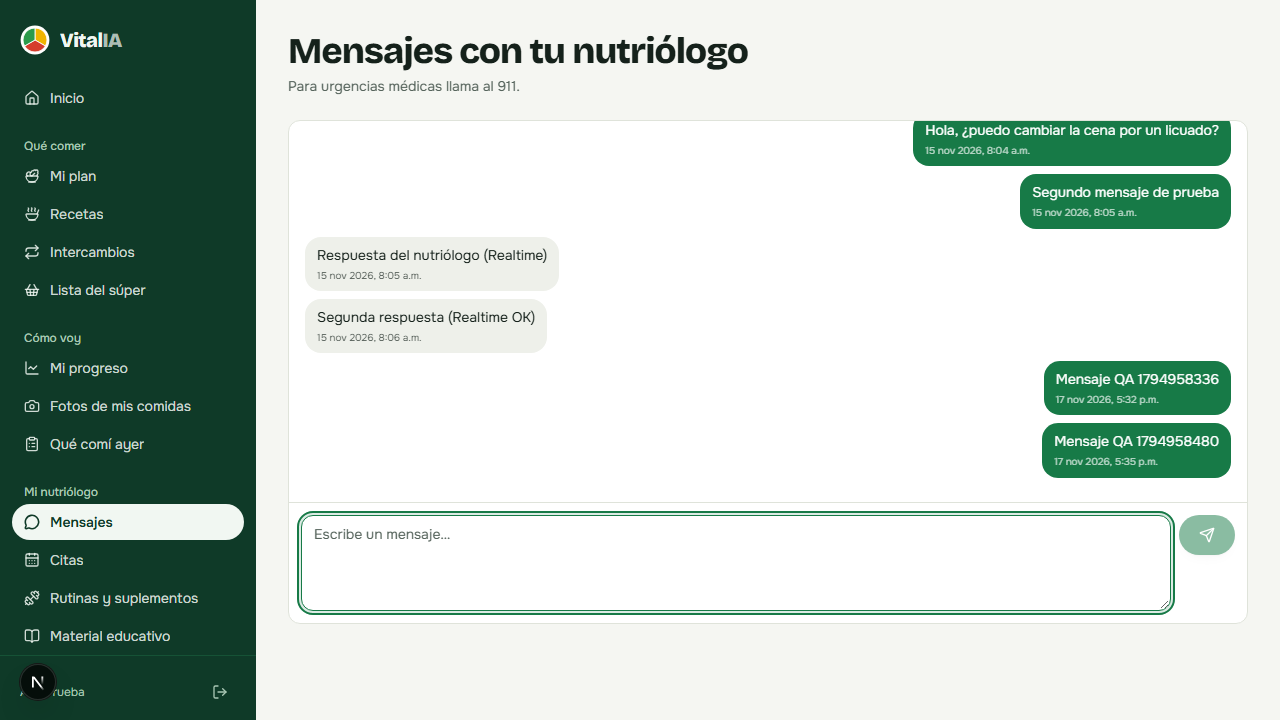 VitalIA
Inicio
Qué comer
Mi plan
Recetas
Intercambios
Lista del súper
Cómo voy
Mi progreso
Fotos de mis comidas
Qué comí ayer
Mi nutriólogo
Mensajes
Citas
Rutinas y suplementos
Material educativo
N
Mensajes con tu nutriólogo
Para urgencias médicas llama al 911.
Hola, ¿puedo cambiar la cena por un licuado?
15 nov 2026, 8:04 a.m.
Segundo mensaje de prueba
15 nov 2026, 8:05 a.m.
Respuesta del nutriólogo (Realtime)
15 nov 2026, 8:05 a.m.
Segunda respuesta (Realtime OK)
15 nov 2026, 8:06 a.m.
Mensaje QA 1794958336
17 nov 2026, 5:32 p.m.
Mensaje QA 1794958480
17 nov 2026, 5:35 p.m.
Escribe un mensaje...